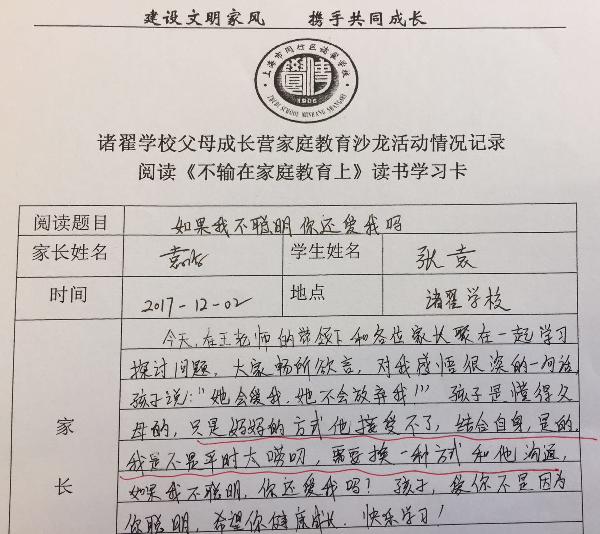 建设文明家风 携手共同成长
上海市闵行区诸翟学校
ZHUDI SCHOOL MINHANG SHANGHAI
1906
诸翟学校父母成长营家庭教育沙龙活动情况记录
阅读《不输在家庭教育上》读书学习卡
阅读题目 如果我不聪明你还爱我吗
家长姓名 袁 学生姓名 张袁
时间 2017-12-02 地点 诸翟学校
今天,在王老师的带领下和各位家长聚在一起学习
探讨问题,大家畅所欲言,对我感悟很深的一句话,
孩子说:"她会爱我,她不会放弃我!"孩子是懂得父
母的,只是妈妈的方式他接受不了,结合自身,是的,
我是不是平时太唠叨,需要换一种方式和他沟通,
如果我不聪明,你还爱我吗?孩子,爱你不是因为
你聪明,希望你健康成长,快乐学习!
家
长